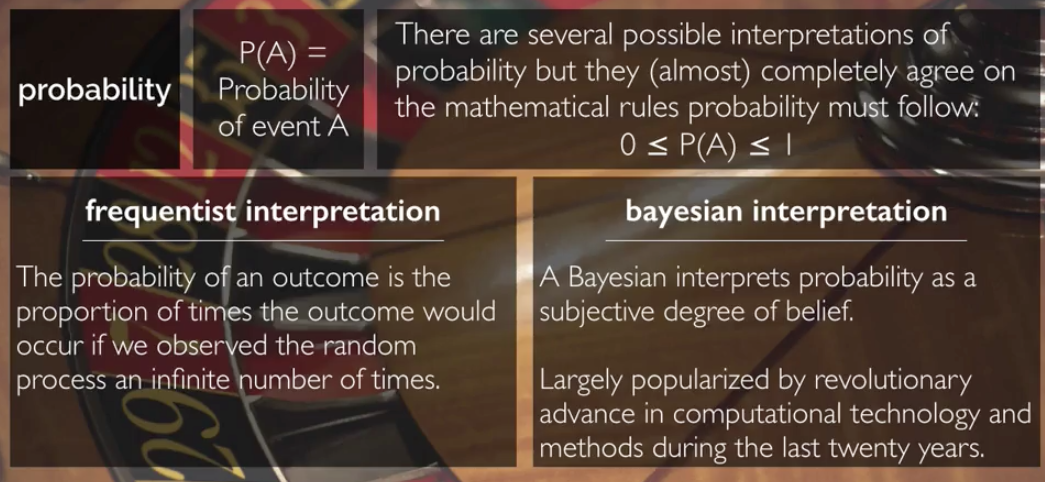 probability
P(A) =
Probability
of event A
There are several possible interpretations of
probability but they (almost) completely agree on
the mathematical rules probability must follow:
0 ≤ P(A) ≤ 1
frequentist interpretation
The probability of an outcome is the
proportion of times the outcome would
occur if we observed the random
process an infinite number of times.
bayesian interpretation
A Bayesian interprets probability as a
subjective degree of belief.
Largely popularized by revolutionary
advance in computational technology and
methods during the last twenty years.
29